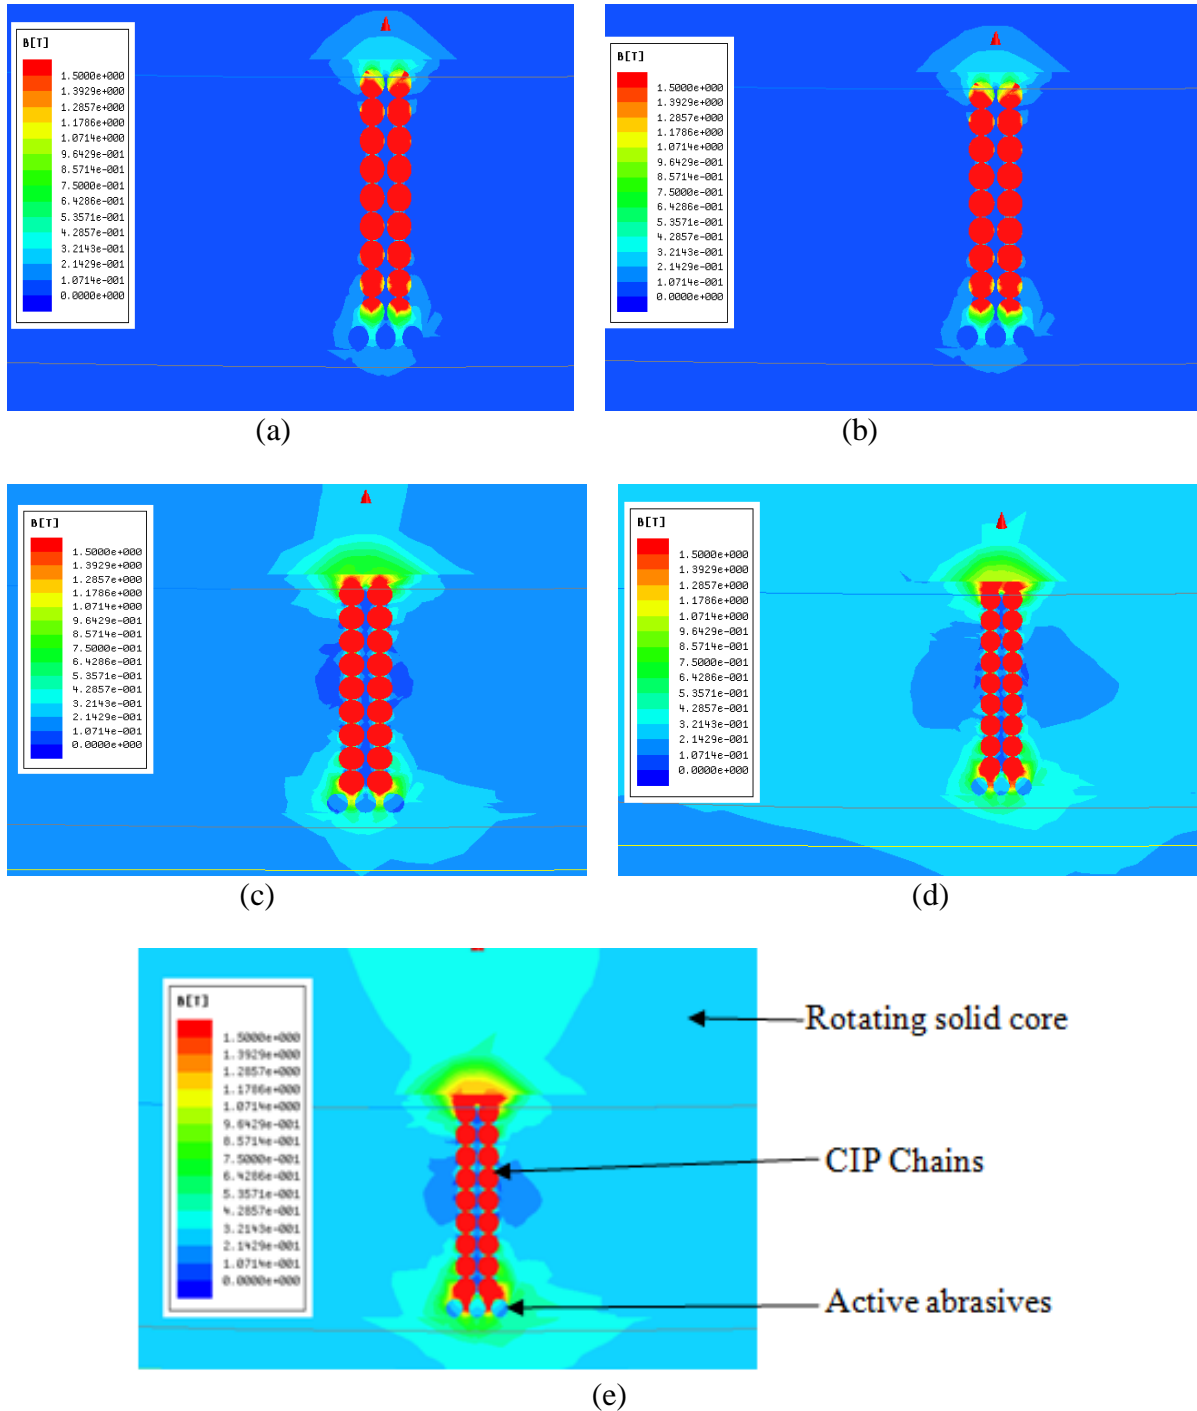 B[T]
1.5000e+000
1.3929e+000
1.2857e+000
1.1786e+000
1.0714e+000
9.6429e-001
8.5714e-001
7.5000e-001
6.4286e-001
5.3571e-001
4.2857e-001
3.2143e-001
2.1429e-001
1.0714e-001
0.0000e+000
(a)
B[T]
1.5000e+000
1.3929e+000
1.2857e+000
1.1786e+000
1.0714e+000
9.6429e-001
8.5714e-001
7.5000e-001
6.4286e-001
5.3571e-001
4.2857e-001
3.2143e-001
2.1429e-001
1.0714e-001
0.0000e+000
(b)
B[T]
1.5000e+000
1.3929e+000
1.2857e+000
1.1786e+000
1.0714e+000
9.6429e-001
8.5714e-001
7.5000e-001
6.4286e-001
5.3571e-001
4.2857e-001
3.2143e-001
2.1429e-001
1.0714e-001
0.0000e+000
(c)
B[T]
1.5000e+000
1.3929e+000
1.2857e+000
1.1786e+000
1.0714e+000
9.6429e-001
8.5714e-001
7.5000e-001
6.4286e-001
5.3571e-001
4.2857e-001
3.2143e-001
2.1429e-001
1.0714e-001
0.0000e+000
(d)
B[T]
1.5000e+000
1.3929e+000
1.2857e+000
1.1786e+000
1.0714e+000
9.6429e-001
8.5714e-001
7.5000e-001
6.4286e-001
5.3571e-001
4.2857e-001
3.2143e-001
2.1429e-001
1.0714e-001
0.0000e+000
Rotating solid core
CIP Chains
Active abrasives
(e)